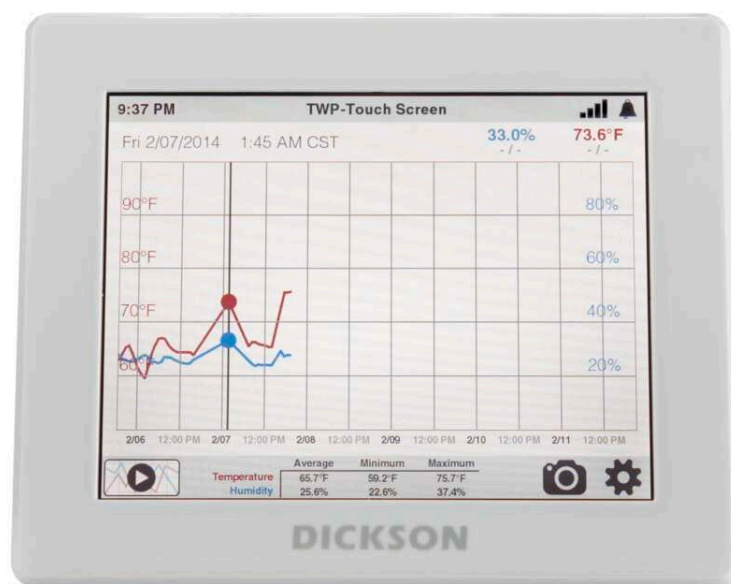 9:37 PM TWP-Touch Screen
Fri 2/07/2014 1:45 AM CST 33.0% 73.6°F
-/- -/-
90°F 80%
80°F 60%
70°F 40%
60°F 20%
2/06 12:00 PM 2/07 12:00 PM 2/08 12:00 PM 2/09 12:00 PM 2/10 12:00 PM 2/11 12:00 PM
Average Minimum Maximum
Temperature 65.7°F 59.2°F 75.7°F
Humidity 25.6% 22.6% 37.4%
DICKSON